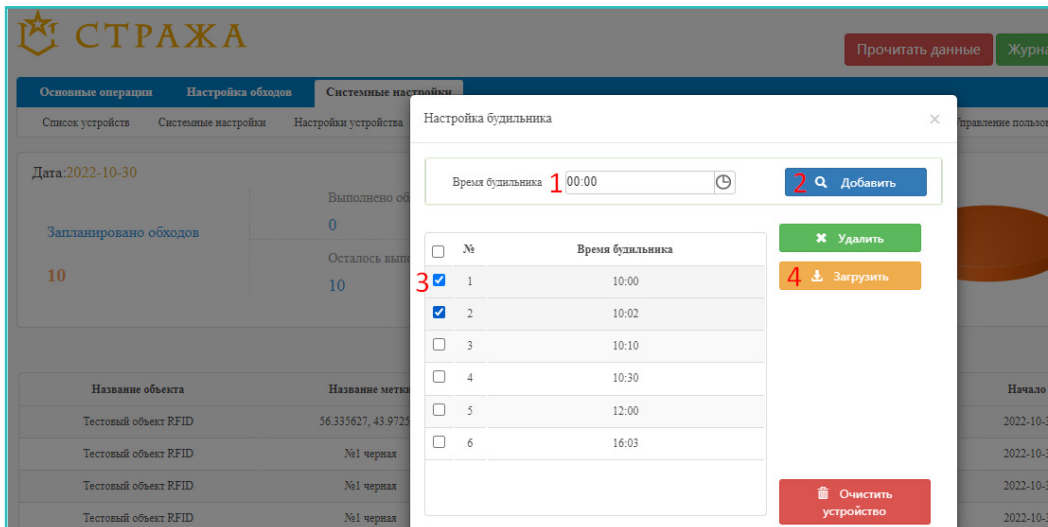 СТРАЖА
Прочитать данные
Журна
Основные операции Настройка обходов Системные настройки
Список устройств Системные настройки Настройки устройства
Управление пользов
Настройка будильника ×
Дата:2022-10-30
Время будильника 1 00:00 2 Добавить
Выполнено об
Запланировано обходов
0
10
Осталось выпо
10
№ Время будильника
3 1 10:00
2 10:02
3 10:10
4 10:30
5 12:00
6 16:03
Удалить
4 Загрузить
Очистить
устройство
Название объекта Название метки Начало
Тестовый объект RFID 56.335627, 43.9725 2022-10-3
Тестовый объект RFID №1 черная 2022-10-3
Тестовый объект RFID №1 черная 2022-10-3
Тестовый объект RFID №1 черная 2022-10-3